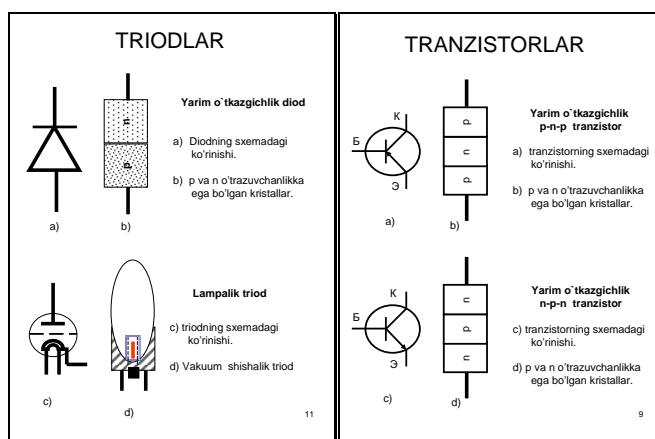 TRIODLAR
n
p
a)
b)
Yarim o`tkazgichlik diod
a) Diodning sxemadagi
ko'rinishi.
b) p va n o'trazuvchanlikka
ega bo'lgan kristallar.
c)
d)
Lampalik triod
c) triodning sxemadagi
ko'rinishi.
d) Vakuum shishalik triod
11
TRANZISTORLAR
К
Б
Э
a)
p
n
p
b)
Yarim o`tkazgichlik
p-n-p tranzistor
a) tranzistorning sxemadagi
ko'rinishi.
b) p va n o'trazuvchanlikka
ega bo'lgan kristallar.
К
Б
Э
c)
n
p
n
d)
Yarim o`tkazgichlik
n-p-n tranzistor
c) tranzistorning sxemadagi
ko'rinishi.
d) p va n o'trazuvchanlikka
ega bo'lgan kristallar.
9